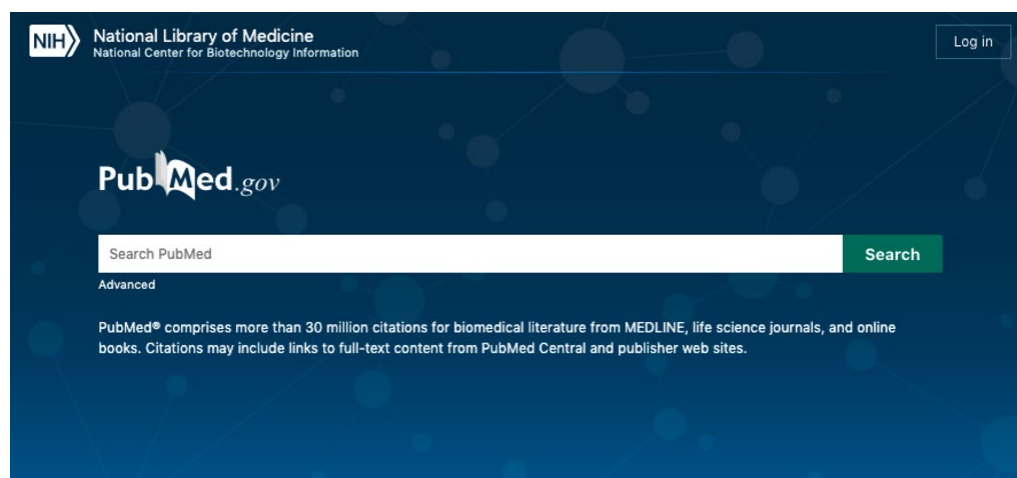 NIH
National Library of Medicine
National Center for Biotechnology Information
Log in
PubMed.gov
Search PubMed
Search
Advanced
PubMed® comprises more than 30 million citations for biomedical literature from MEDLINE, life science journals, and online
books. Citations may include links to full-text content from PubMed Central and publisher web sites.